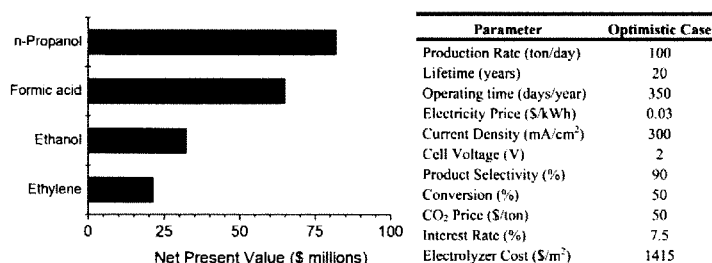 n-Propanol
Formic acid
Ethanol
Ethylene
0 25 50 75 100
Net Present Value ($ millions)
Parameter Optimistic Case
Production Rate (ton/day) 100
Lifetime (years) 20
Operating time (days/year) 350
Electricity Price ($/kWh) 0.03
Current Density (mA/cm²) 300
Cell Voltage (V) 2
Product Selectivity (%) 90
Conversion (%) 50
CO₂ Price ($/ton) 50
Interest Rate (%) 7.5
Electrolyzer Cost ($/m²) 1415